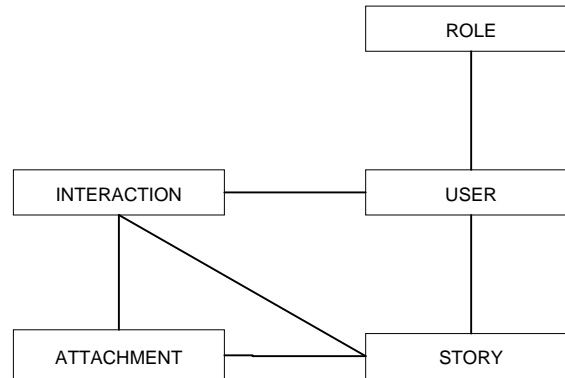 ROLE
INTERACTION
USER
ATTACHMENT
STORY